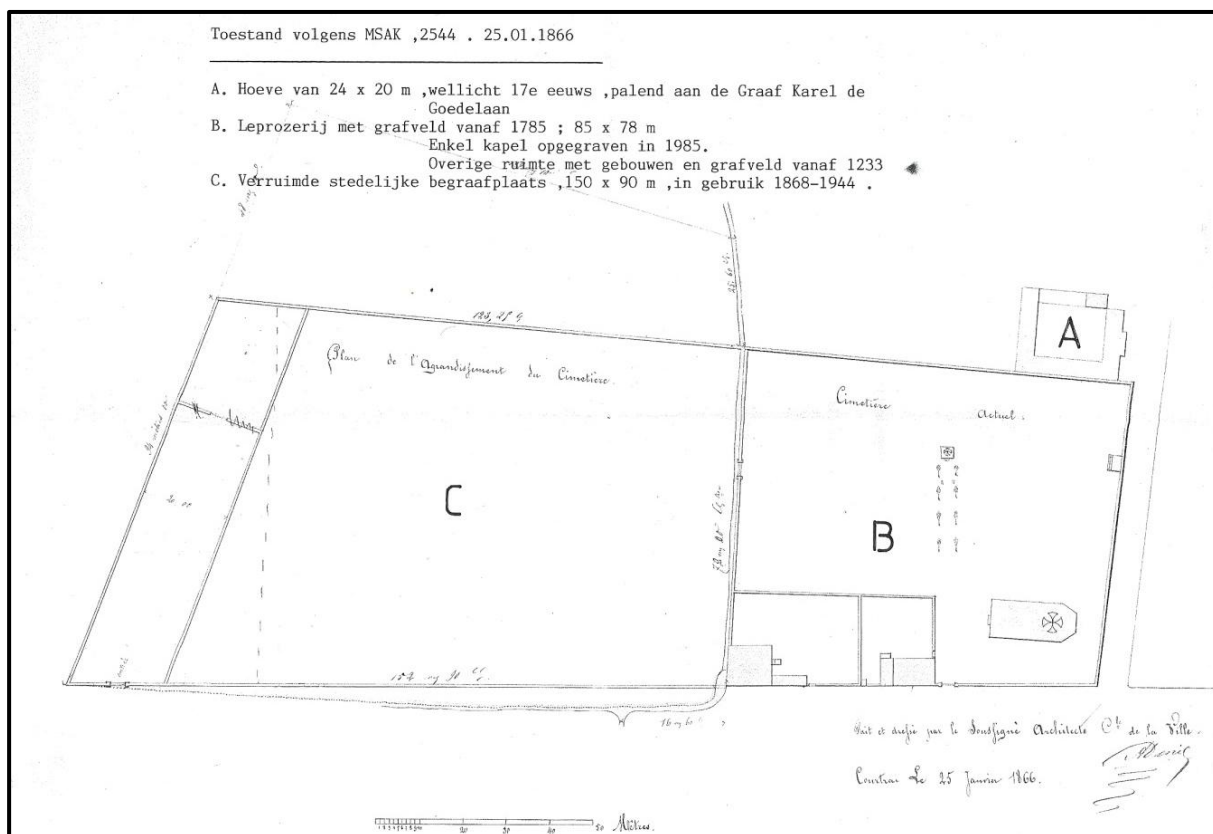 Toestand volgens MSAK ,2544 . 25.01.1866
A. Hoeve van 24 x 20 m ,wellicht 17e eeuws ,palend aan de Graaf Karel de
Goedelaan
B. Leprozerij met grafveld vanaf 1785 ; 85 x 78 m
Enkel kapel opgegraven in 1985.
Overige ruimte met gebouwen en grafveld vanaf 1233
C. Verruimde stedelijke begraafplaats ,150 x 90 m ,in gebruik 1868-1944 .
A
Plan de l'Agrandissement du Cimetière.
Cimetière actuel.
C
B
Fait et dressé par le Soussigné Architecte de la Ville.
Courtrai Le 25 Janvier 1866.
Mètres.